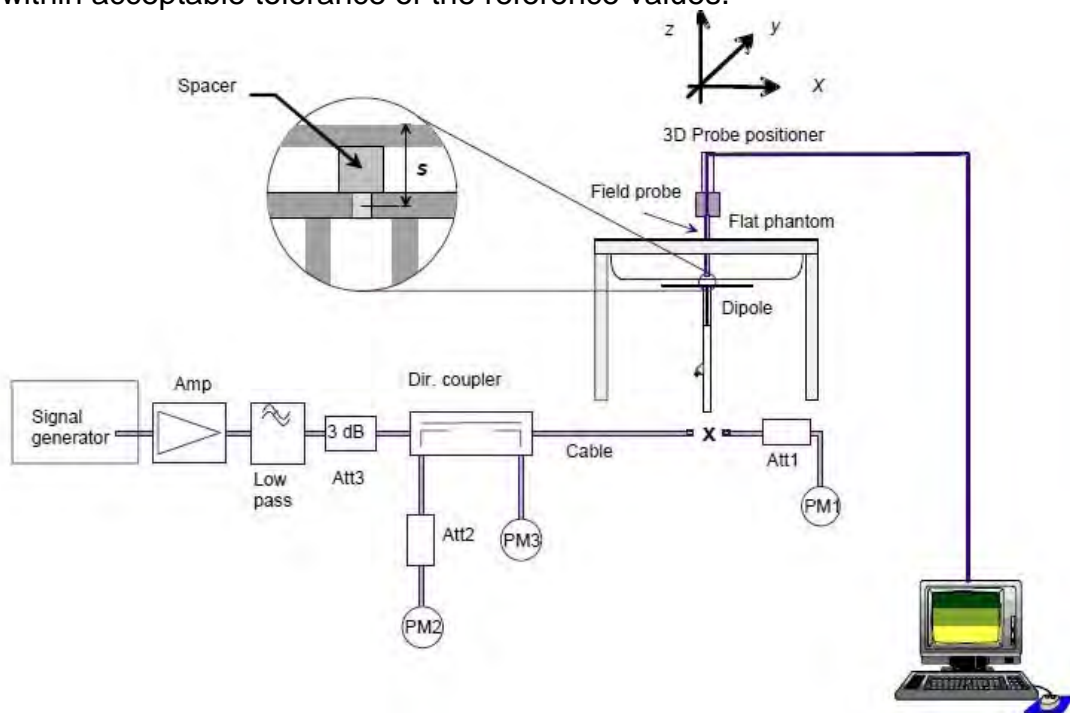 within acceptable tolerance of the reference values.
z
y
x
Spacer
s
3D Probe positioner
Field probe
Flat phantom
Dipole
Signal
generator
Amp
Low
pass
3 dB
Att3
Dir. coupler
Cable
x
Att1
PM1
Att2
PM3
PM2